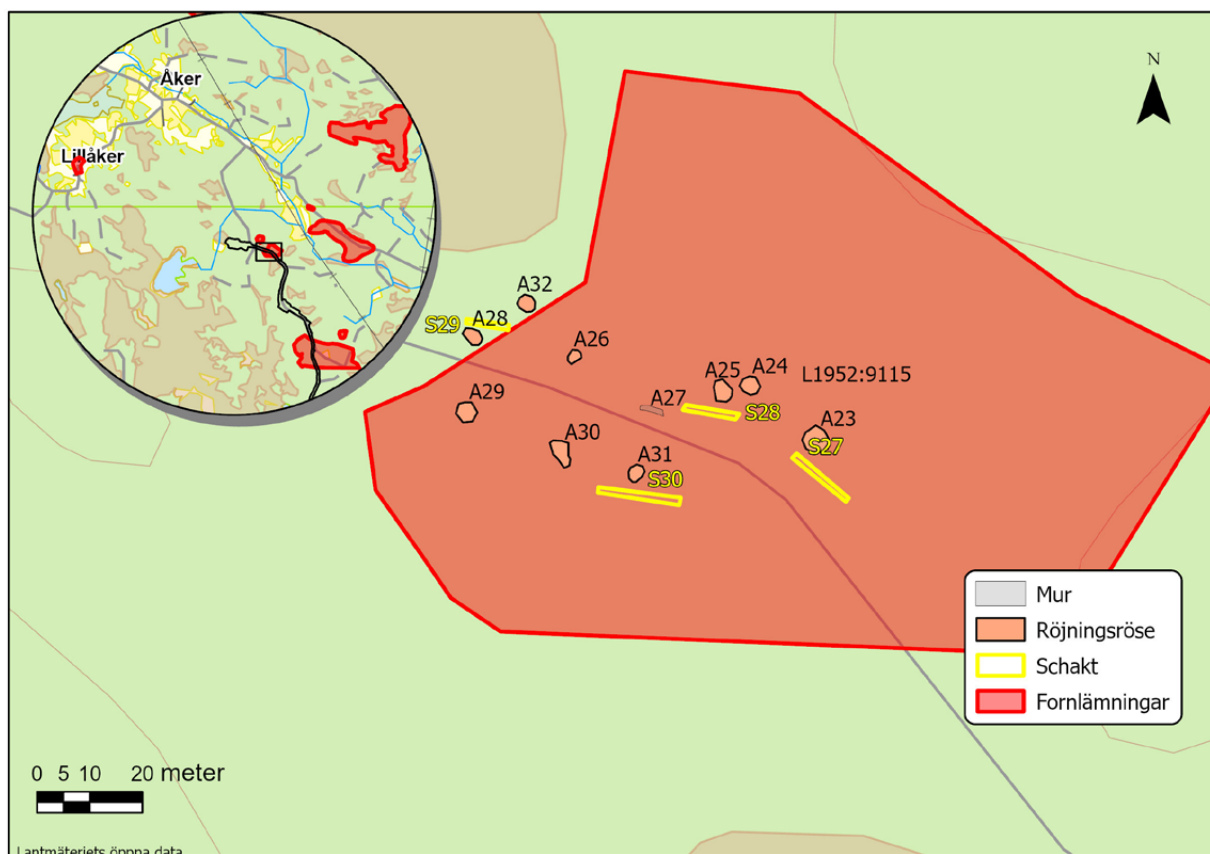 Åker
Lillåker
N
A32
S29 A28
A26
A25 A24
L1952:9115
A29
A27
S28
A23
S27
A30
A31
S30
Mur
Röjningsröse
Schakt
Fornlämningar
0 5 10 20 meter
Lantmäteriets öppna data